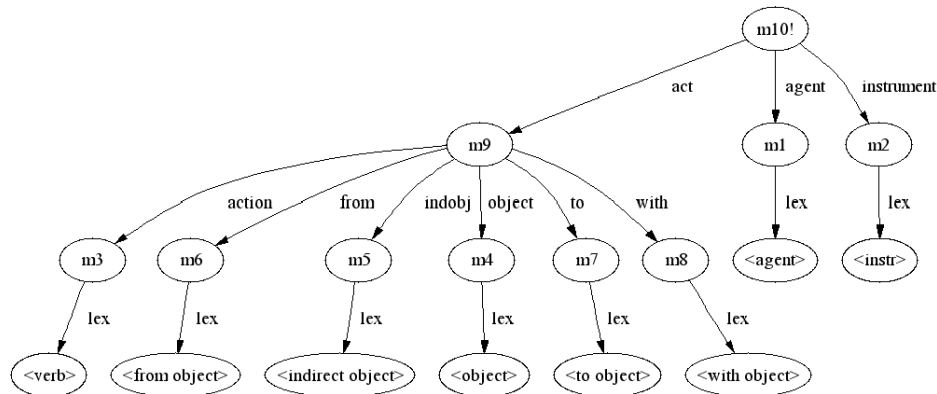 m10!
act agent instrument
m9 m1 m2
action from indobj object to with lex lex
m3 m6 m5 m4 m7 m8 <agent> <instr>
lex lex lex lex lex lex
<verb> <from object> <indirect object> <object> <to object> <with object>